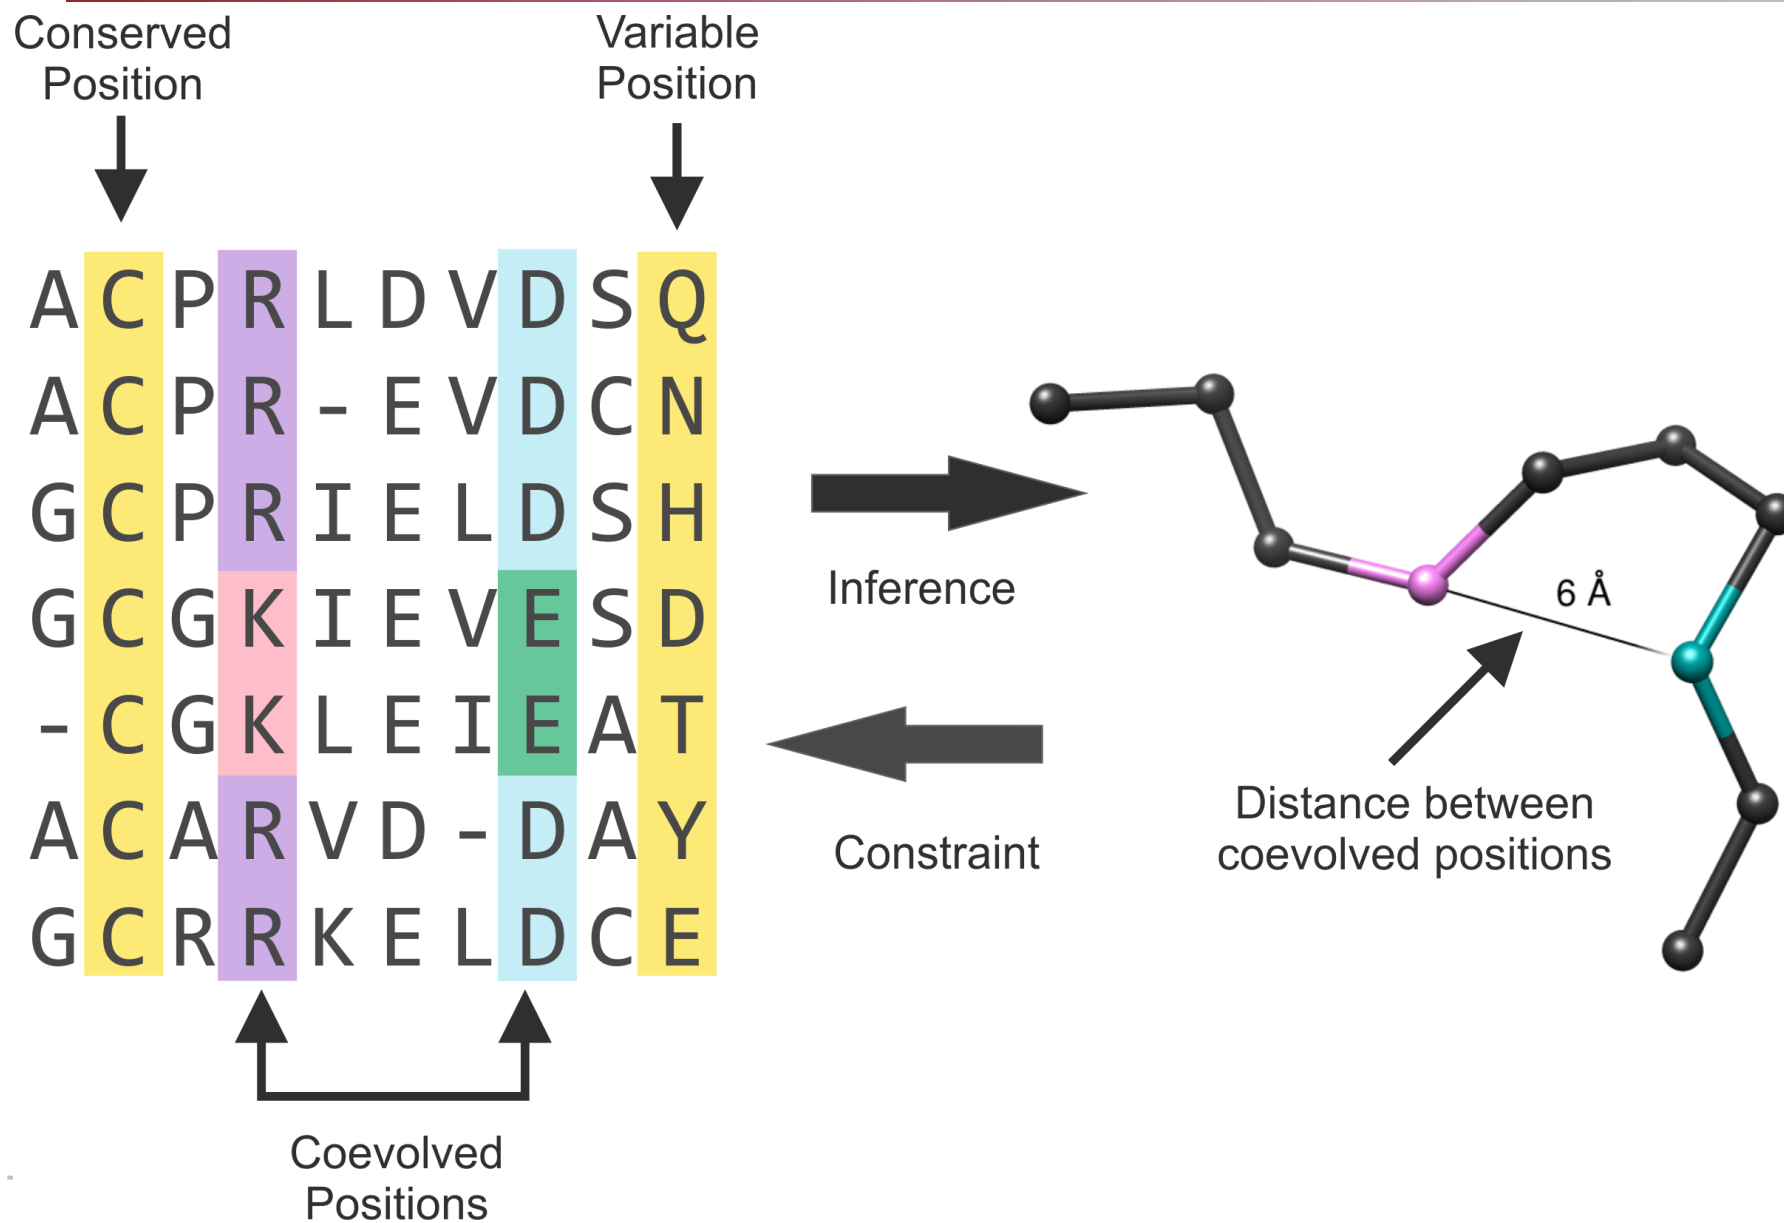 Conserved
Position
Variable
Position
A C P R L D V D S Q
A C P R - E V D C N
G C P R I E L D S H
G C G K I E V E S D
- C G K L E I E A T
A C A R V D - D A Y
G C R R K E L D C E
Coevolved
Positions
Inference
Constraint
6 Å
Distance between
coevolved positions